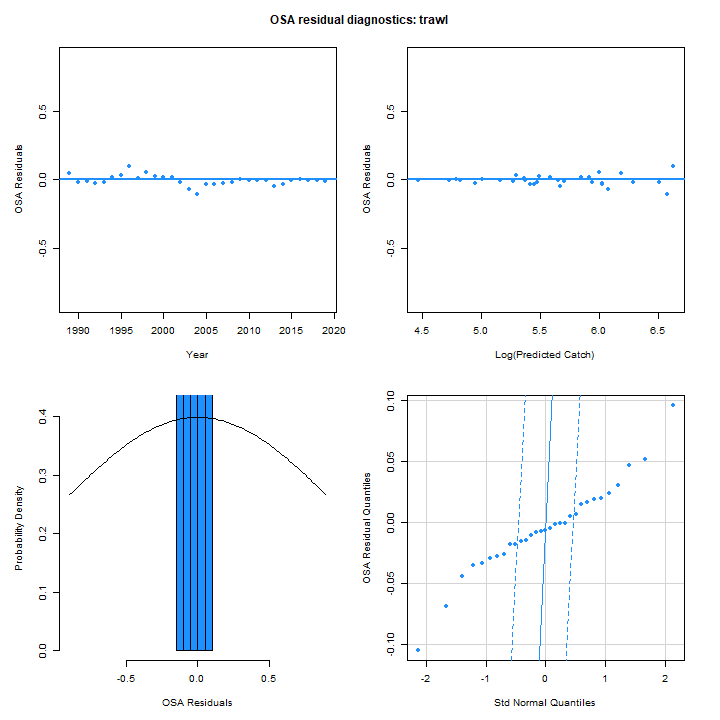 OSA residual diagnostics: trawl
OSA Residuals
0.5
0.0
-0.5
1990 1995 2000 2005 2010 2015 2020
Year
OSA Residuals
0.5
0.0
-0.5
4.5 5.0 5.5 6.0 6.5
Log(Predicted Catch)
Probability Density
0.4
0.3
0.2
0.1
0.0
-0.5 0.0 0.5
OSA Residuals
OSA Residual Quantiles
0.10
0.05
0.00
-0.05
-0.10
-2 -1 0 1 2
Std Normal Quantiles